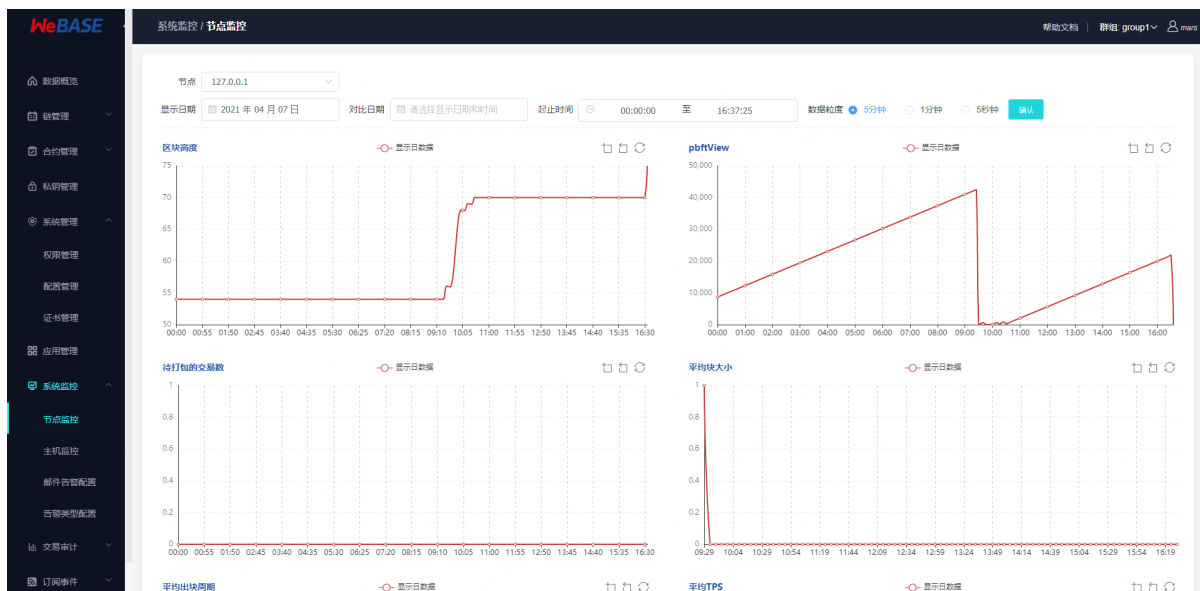 WeBASE
系统监控 / 节点监控
帮助文档
群组: group1
mars
数据概览
链管理
合约管理
私钥管理
系统管理
权限管理
配置管理
证书管理
应用管理
系统监控
节点监控
主机监控
邮件告警配置
告警类型配置
交易审计
订阅事件
节点 127.0.0.1
显示日期 2021 年 04 月 07 日 对比日期 请选择显示日期和时间 起止时间 00:00:00 至 16:37:25 数据粒度 5分钟 1分钟 5秒钟 确认
区块高度 显示日数据
75
70
65
60
55
50
00:00 00:55 01:50 02:45 03:40 04:35 05:30 06:25 07:20 08:15 09:10 10:05 11:00 11:55 12:50 13:45 14:40 15:35 16:30
pbftView 显示日数据
50,000
40,000
30,000
20,000
10,000
0
00:00 01:00 02:00 03:00 04:00 05:00 06:00 07:00 08:00 09:00 10:00 11:00 12:00 13:00 14:00 15:00 16:00
待打包的交易数 显示日数据
1
0.8
0.6
0.4
0.2
0
00:00 00:55 01:50 02:45 03:40 04:35 05:30 06:25 07:20 08:15 09:10 10:05 11:00 11:55 12:50 13:45 14:40 15:35 16:30
平均块大小 显示日数据
1
0.8
0.6
0.4
0.2
0
09:29 10:04 10:29 10:54 11:19 11:44 12:09 12:34 12:59 13:24 13:49 14:14 14:39 15:04 15:29 15:54 16:19
平均出块周期 显示日数据
平均TPS 显示日数据